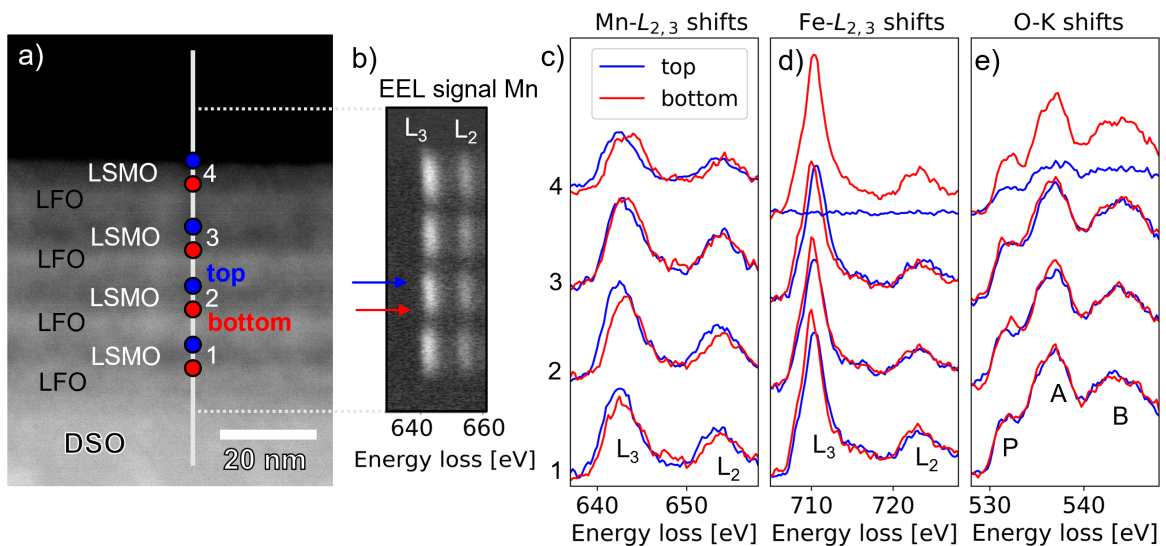 Mn-L2,3 shifts
Fe-L2,3 shifts
O-K shifts
a)
LSMO
4
LFO
LSMO
3
LFO
top
LSMO
2
LFO
bottom
LSMO
1
LFO
DSO
20 nm
b)
EEL signal Mn
L3 L2
640 660
Energy loss [eV]
c)
top
bottom
4
3
2
1
L3
L2
640 650
Energy loss [eV]
d)
L3
L2
710 720
Energy loss [eV]
e)
P
A
B
530 540
Energy loss [eV]